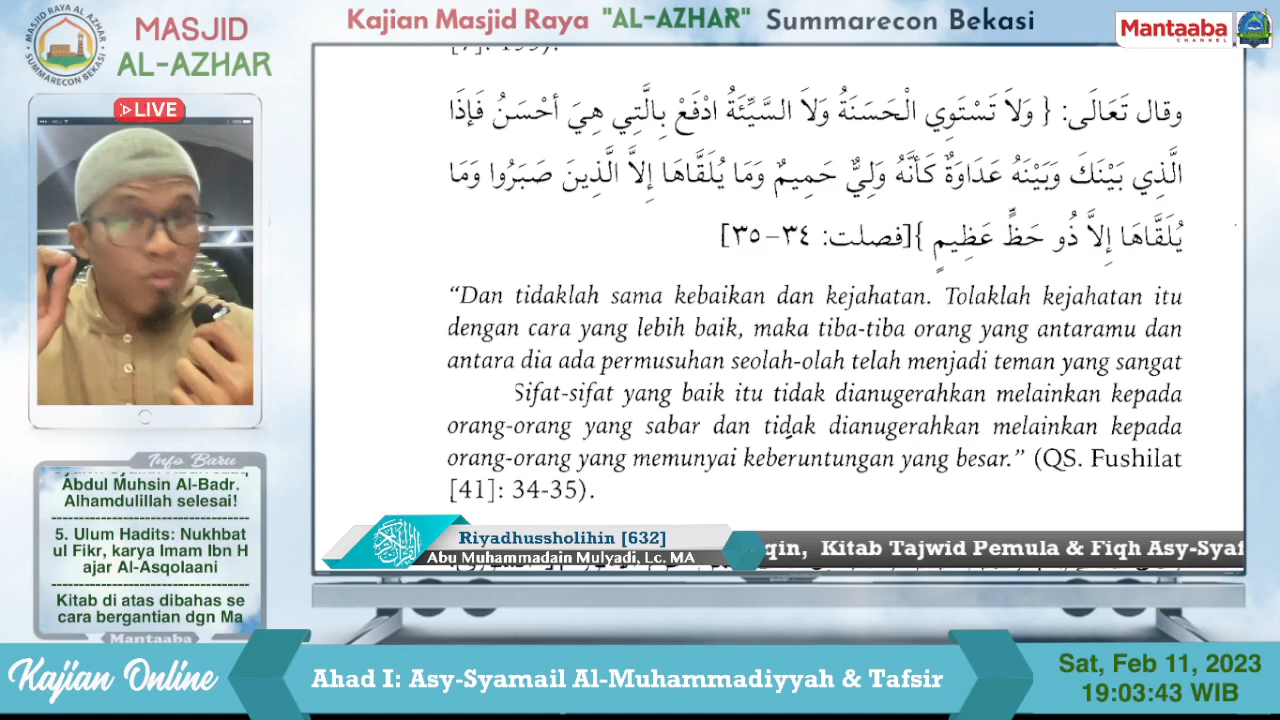 MASJID RAYA AL AZHAR
SUMMARECON BEKASI
MASJID
AL-AZHAR
Kajian Masjid Raya "AL-AZHAR" Summarecon Bekasi
Mantaaba
CHANNEL
LIVE
وقال تَعَالَى: { وَلاَ تَسْتَوِي الْحَسَنَةُ وَلاَ السَّيِّئَةُ ادْفَعْ بِالَّتِي هِيَ أَحْسَنُ فَإِذَا
الَّذِي بَيْنَكَ وَبَيْنَهُ عَدَاوَةٌ كَأَنَّهُ وَلِيٌّ حَمِيمٌ وَمَا يُلَقَّاهَا إِلاَّ الَّذِينَ صَبَرُوا وَمَا
يُلَقَّاهَا إِلاَّ ذُو حَظٍّ عَظِيمٍ }[فصلت: ٣٤-٣٥]
“Dan tidaklah sama kebaikan dan kejahatan. Tolaklah kejahatan itu
dengan cara yang lebih baik, maka tiba-tiba orang yang antaramu dan
antara dia ada permusuhan seolah-olah telah menjadi teman yang sangat
Sifat-sifat yang baik itu tidak dianugerahkan melainkan kepada
orang-orang yang sabar dan tidak dianugerahkan melainkan kepada
orang-orang yang memunyai keberuntungan yang besar.” (QS. Fushilat
[41]: 34-35).
Info Baru
Abdul Muhsin Al-Badr.
Alhamdulillah selesai!
5. Ulum Hadits: Nukhbat
ul Fikr, karya Imam Ibn H
ajar Al-Asqolaani
Kitab di atas dibahas se
cara bergantian dgn Ma
Mantaaba
Riyadhussholihin [632]
Abu Muhammadain Mulyadi, Lc. MA
qin, Kitab Tajwid Pemula & Fiqh Asy-Syaf
Kajian Online
Ahad I: Asy-Syamail Al-Muhammadiyyah & Tafsir
Sat, Feb 11, 2023
19:03:43 WIB